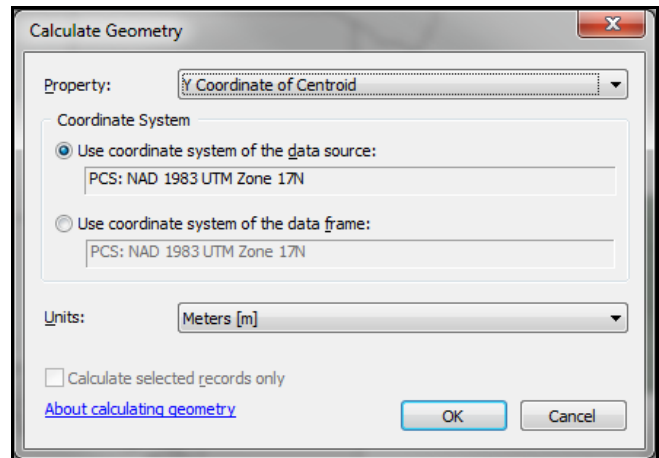 Calculate Geometry
Property: Y Coordinate of Centroid
Coordinate System
Use coordinate system of the data source:
PCS: NAD 1983 UTM Zone 17N
Use coordinate system of the data frame:
PCS: NAD 1983 UTM Zone 17N
Units: Meters [m]
Calculate selected records only
About calculating geometry OK Cancel